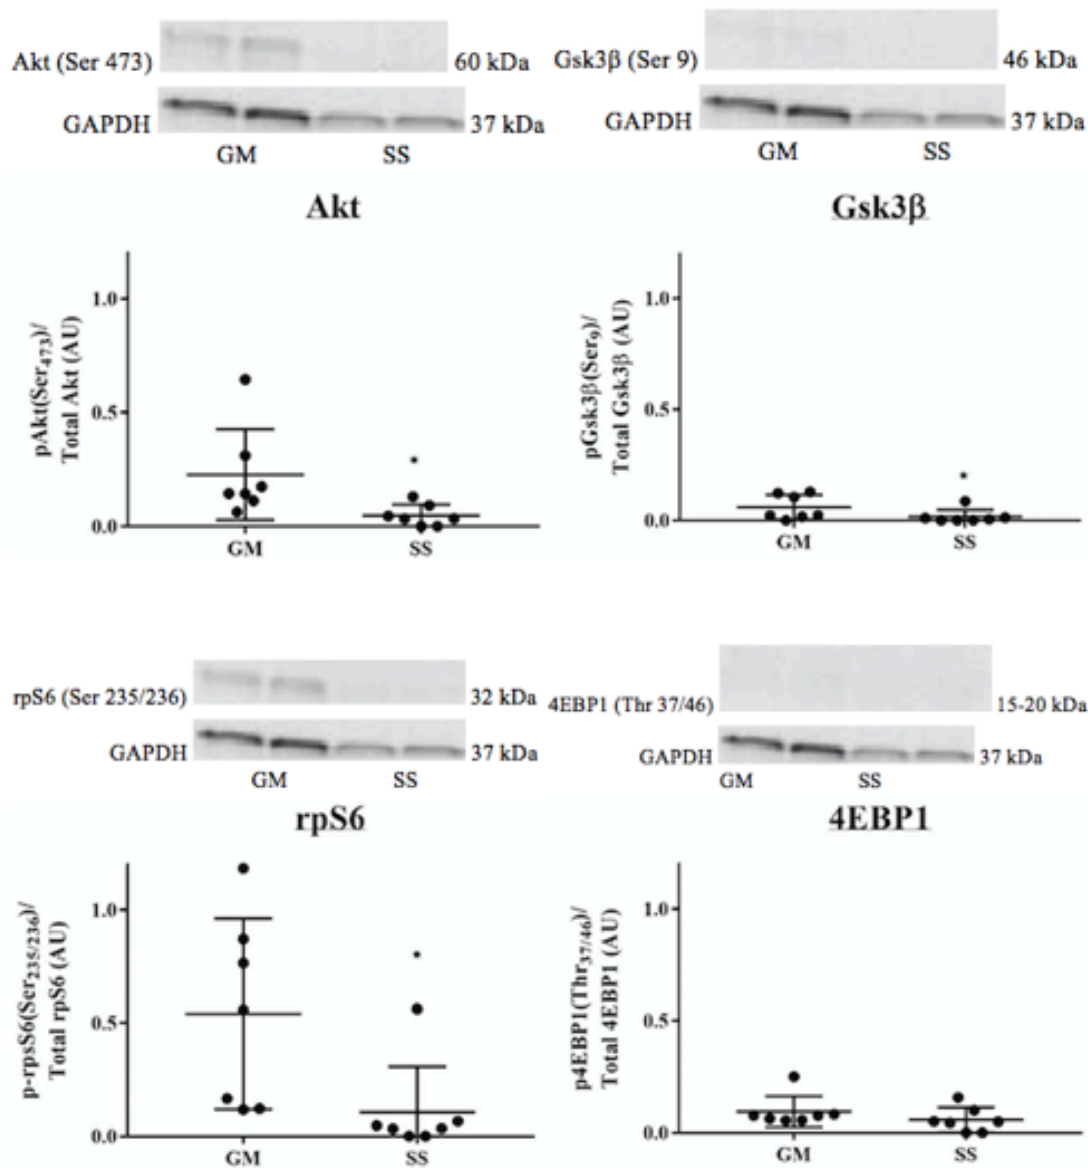 Akt (Ser 473) 60 kDa
GAPDH 37 kDa
GM SS
Gsk3β (Ser 9) 46 kDa
GAPDH 37 kDa
GM SS
Akt
pAkt(Ser473)/
Total Akt (AU)
1.0
0.5
*
0.0
GM SS
Gsk3β
pGsk3β(Ser9)/
Total Gsk3β (AU)
1.0
0.5
*
0.0
GM SS
rpS6 (Ser 235/236) 32 kDa
GAPDH 37 kDa
GM SS
4EBP1 (Thr 37/46) 15-20 kDa
GAPDH 37 kDa
GM SS
rpS6
p-rpsS6(Ser235/236)/
Total rpS6 (AU)
1.0
0.5
*
0.0
GM SS
4EBP1
p4EBP1(Thr37/46)/
Total 4EBP1 (AU)
1.0
0.5
0.0
GM SS